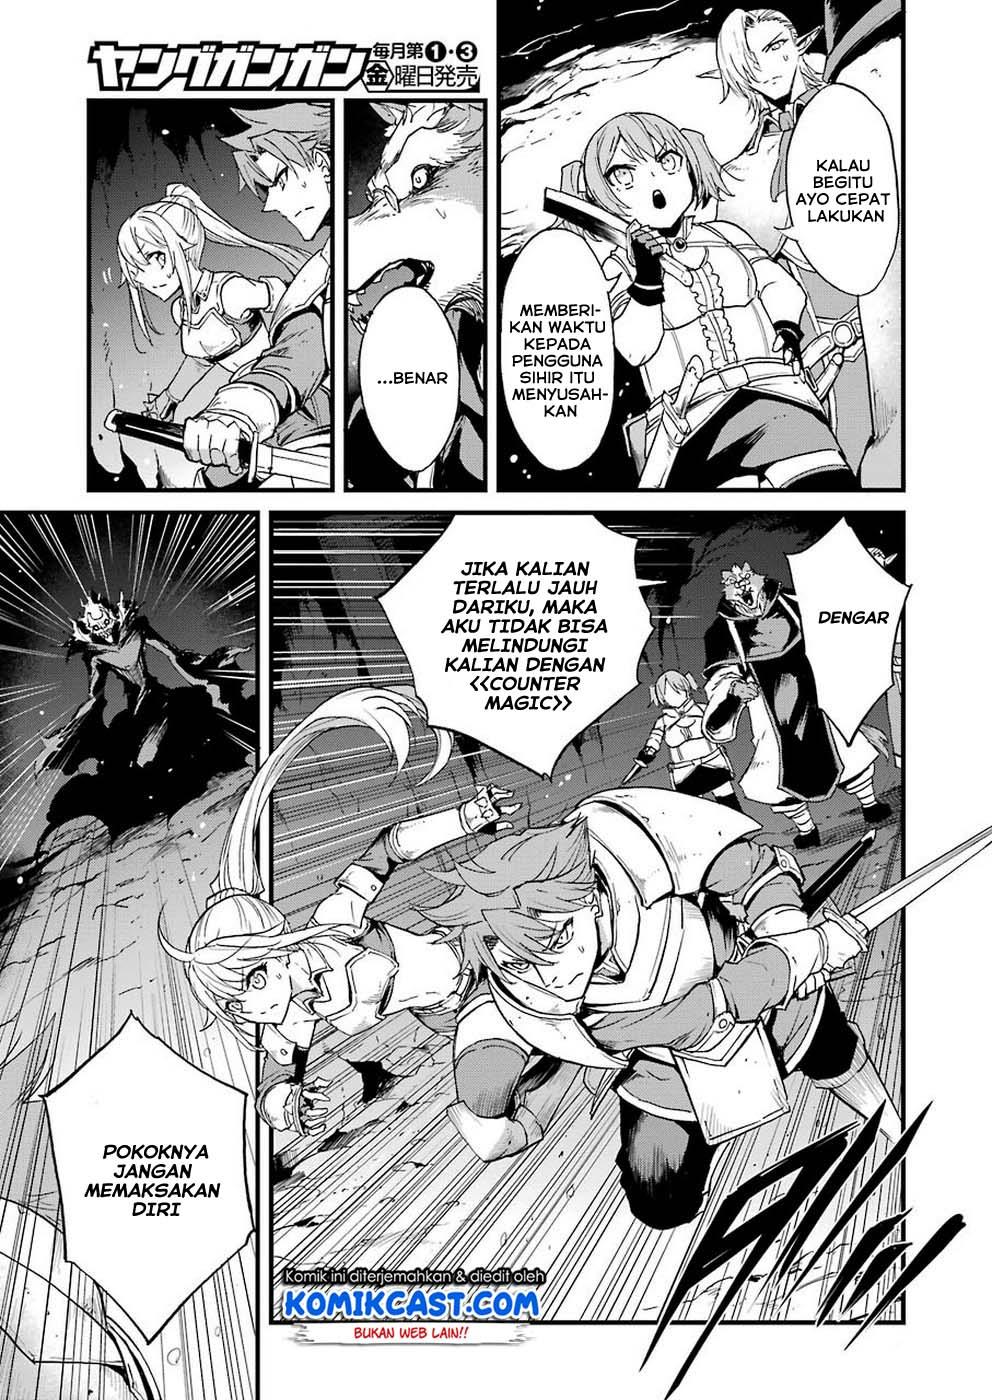 ヤングガンガン
毎月第❶・❸
金曜日発売
KALAU
BEGITU
AYO CEPAT
LAKUKAN
MEMBERI-
KAN WAKTU
KEPADA
PENGGUNA
SIHIR ITU
MENYUSAH-
KAN
...BENAR
DENGAR
JIKA KALIAN
TERLALU JAUH
DARIKU, MAKA
AKU TIDAK BISA
MELINDUNGI
KALIAN DENGAN
<<COUNTER
MAGIC>>
POKOKNYA
JANGAN
MEMAKSAKAN
DIRI
Komik ini diterjemahkan & diedit oleh
KOMIKCAST.COM
BUKAN WEB LAIN!!